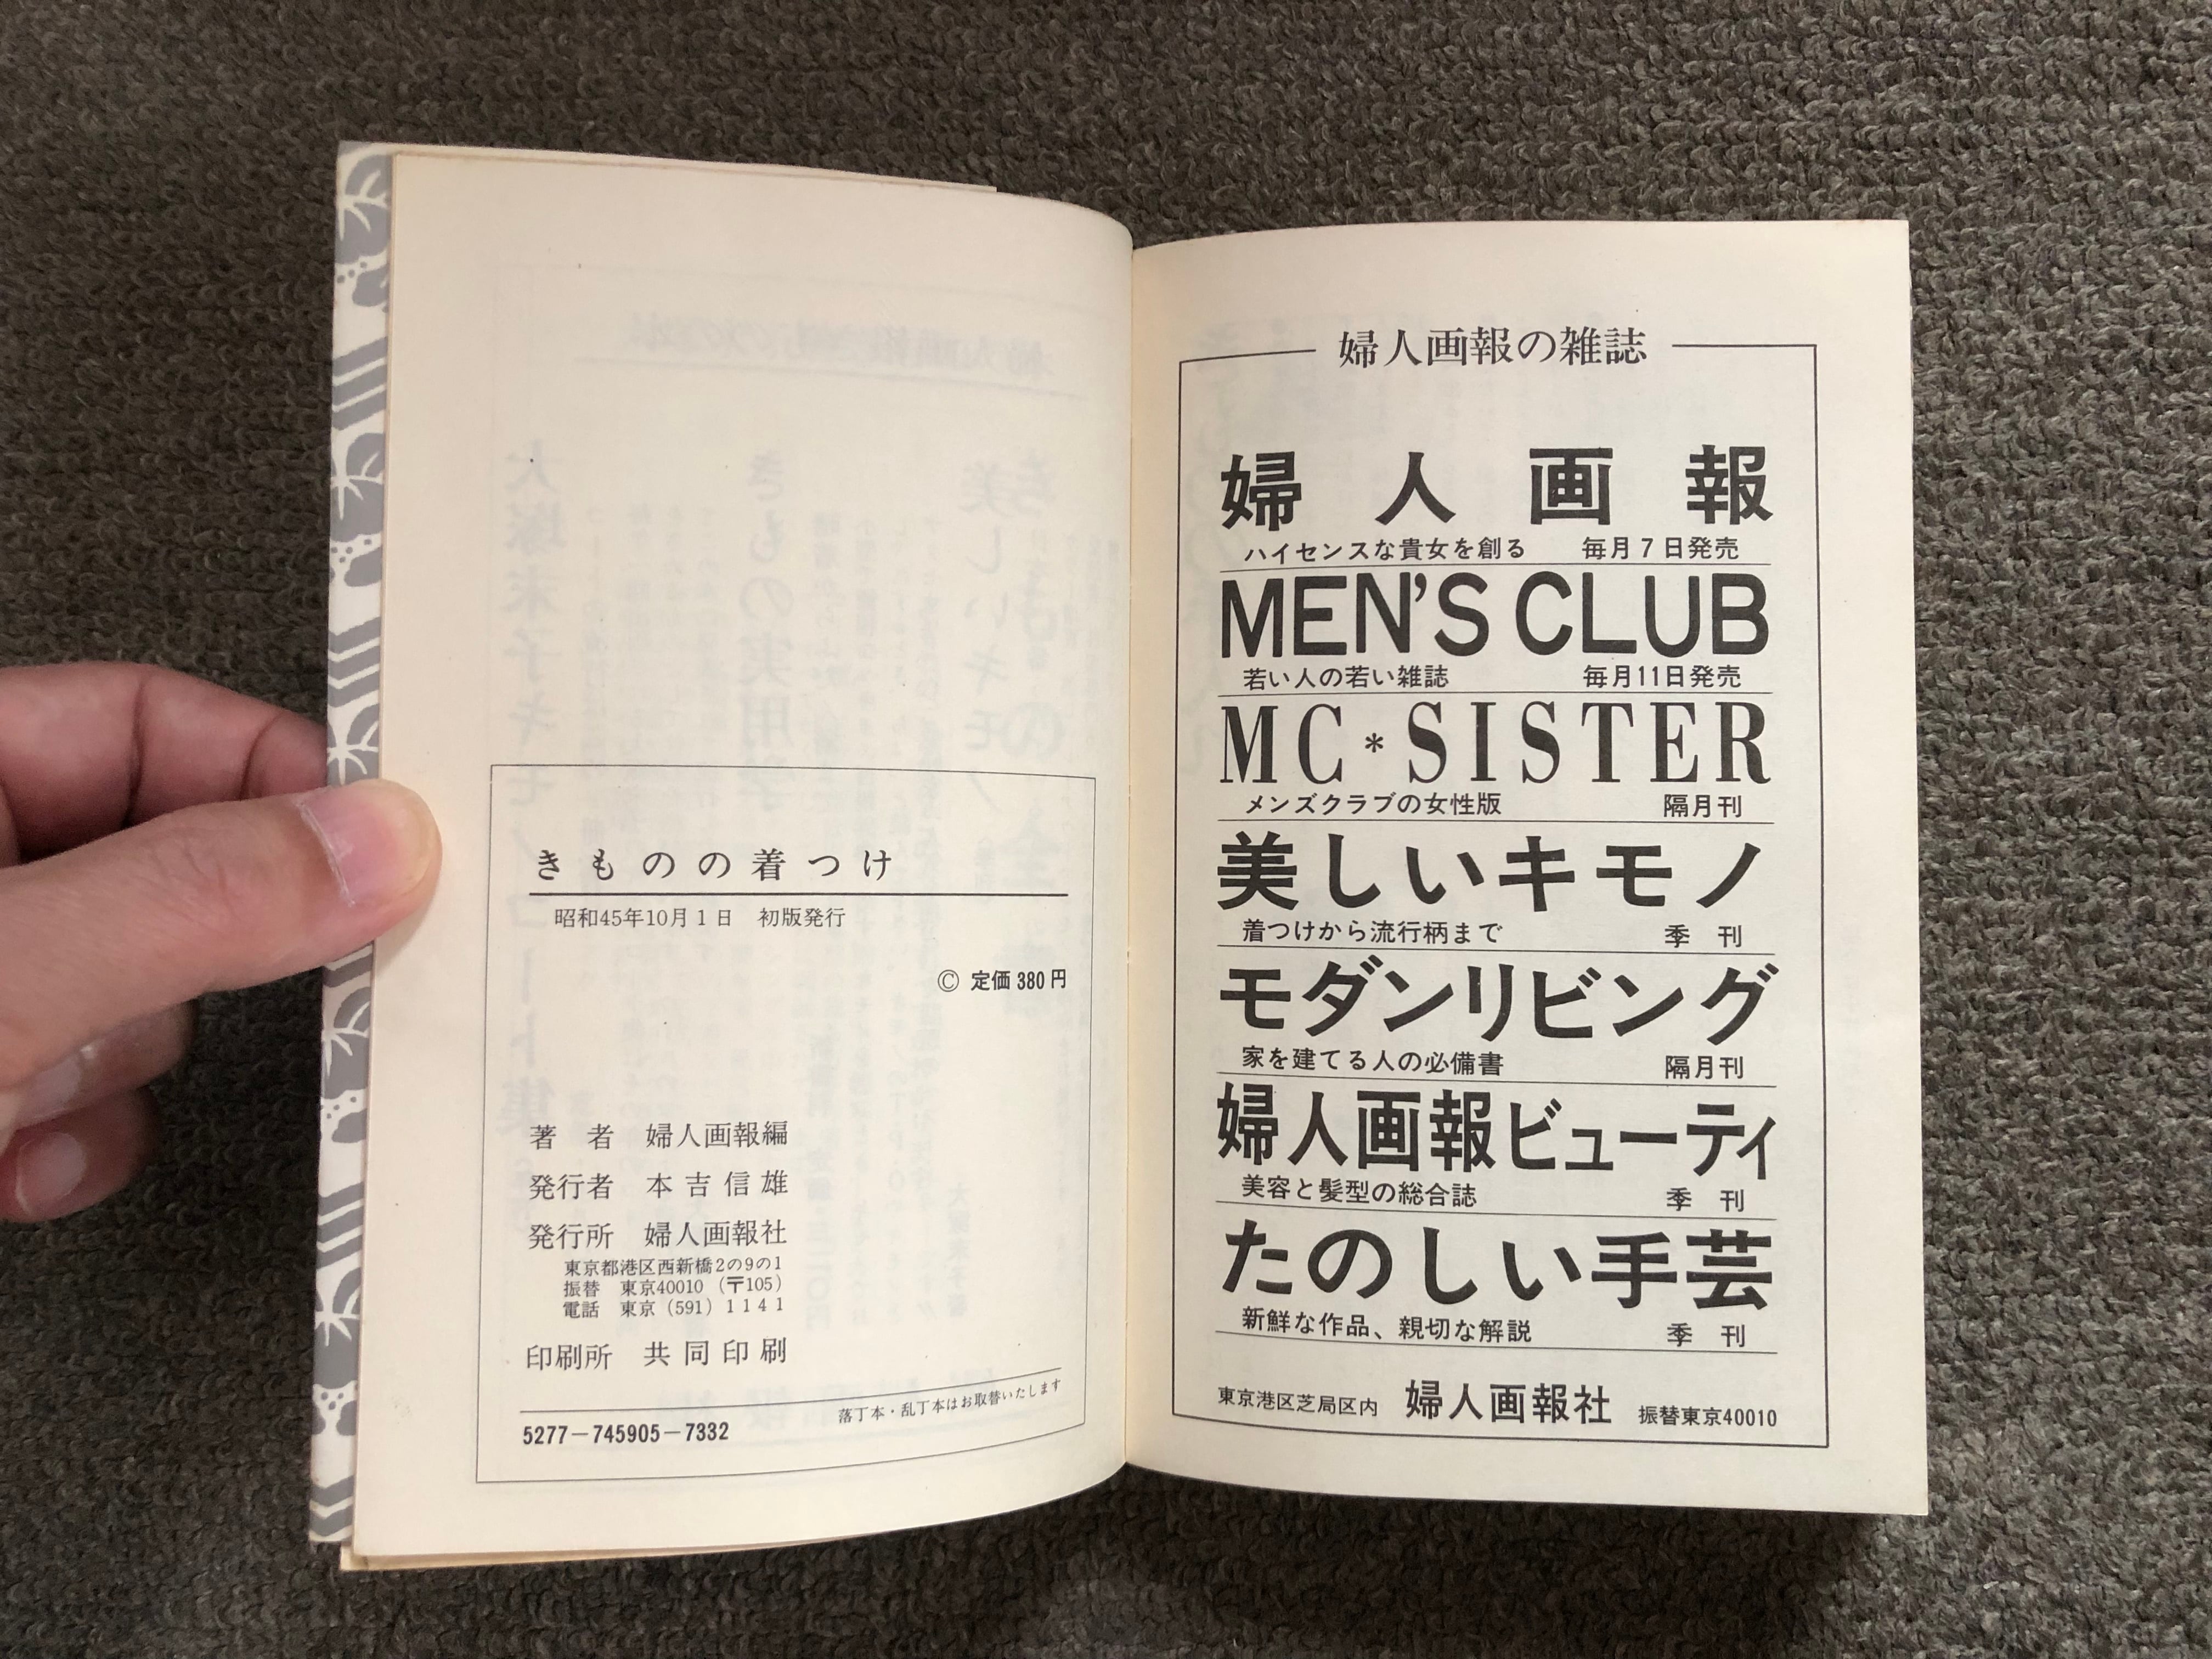 きものの着つけ
昭和45年10月1日 初版発行
Ⓒ 定価 380 円
著者 婦人画報編
発行者 本吉信雄
発行所 婦人画報社
東京都港区西新橋2の9の1
振替 東京40010 (〒105)
電話 東京(591)1141
印刷所 共同印刷
落丁本・乱丁本はお取替いたします
5277-745905-7332
婦人画報の雑誌
婦人画報
ハイセンスな貴女を創る 毎月7日発売
MEN'S CLUB
若い人の若い雑誌 毎月11日発売
MC*SISTER
メンズクラブの女性版 隔月刊
美しいキモノ
着つけから流行柄まで 季刊
モダンリビング
家を建てる人の必備書 隔月刊
婦人画報ビューティ
美容と髪型の総合誌 季刊
たのしい手芸
新鮮な作品、親切な解説 季刊
東京港区芝局区内 婦人画報社 振替東京40010